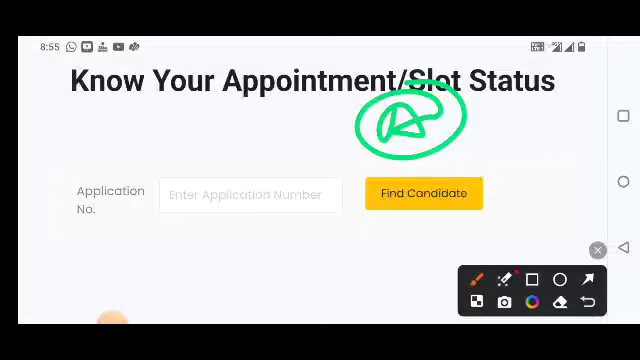 8:55
Know Your Appointment/Slot Status
A
Application
No.
Enter Application Number
Find Candidate